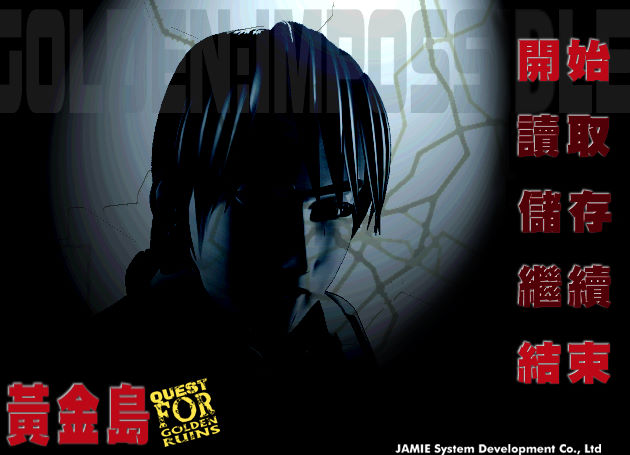 GOLDEN:IMPOSSIBLE
開始
讀取
儲存
繼續
結束
黃金島
QUEST
FOR
GOLDEN
RUINS
JAMIE System Development Co., Ltd